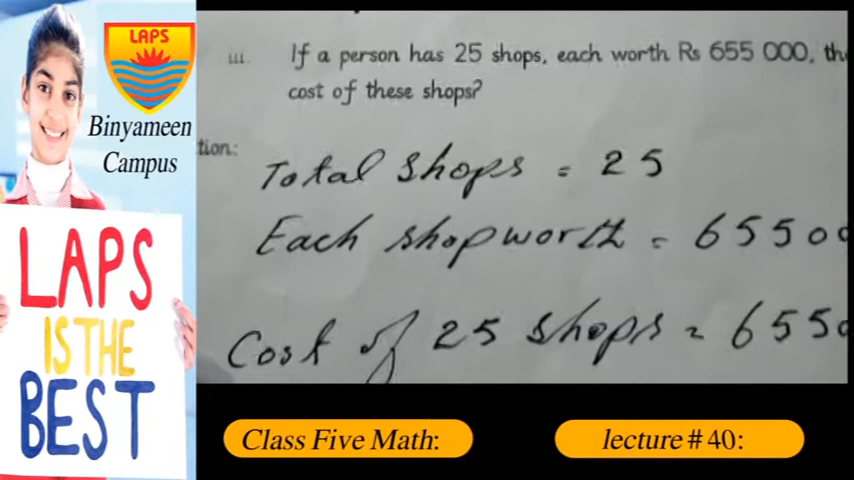 LAPS
Binyameen
Campus
LAPS
IS THE
BEST
iii. If a person has 25 shops, each worth Rs 655 000, th
cost of these shops?
tion:
Total shops = 25
Each shop worth = 65500
Cost of 25 shops = 6550
Class Five Math:
lecture # 40: